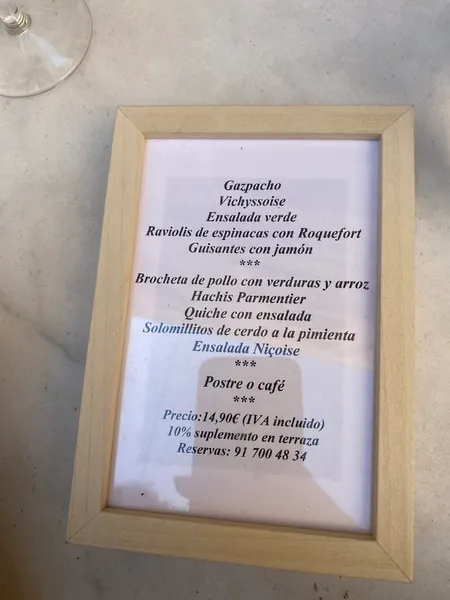 Gazpacho
Vichyssoise
Ensalada verde
Raviolis de espinacas con Roquefort
Guisantes con jamón
***
Brocheta de pollo con verduras y arroz
Hachis Parmentier
Quiche con ensalada
Solomillitos de cerdo a la pimienta
Ensalada Niçoise
***
Postre o café
***
Precio:14,90€ (IVA incluido)
10% suplemento en terraza
Reservas: 91 700 48 34